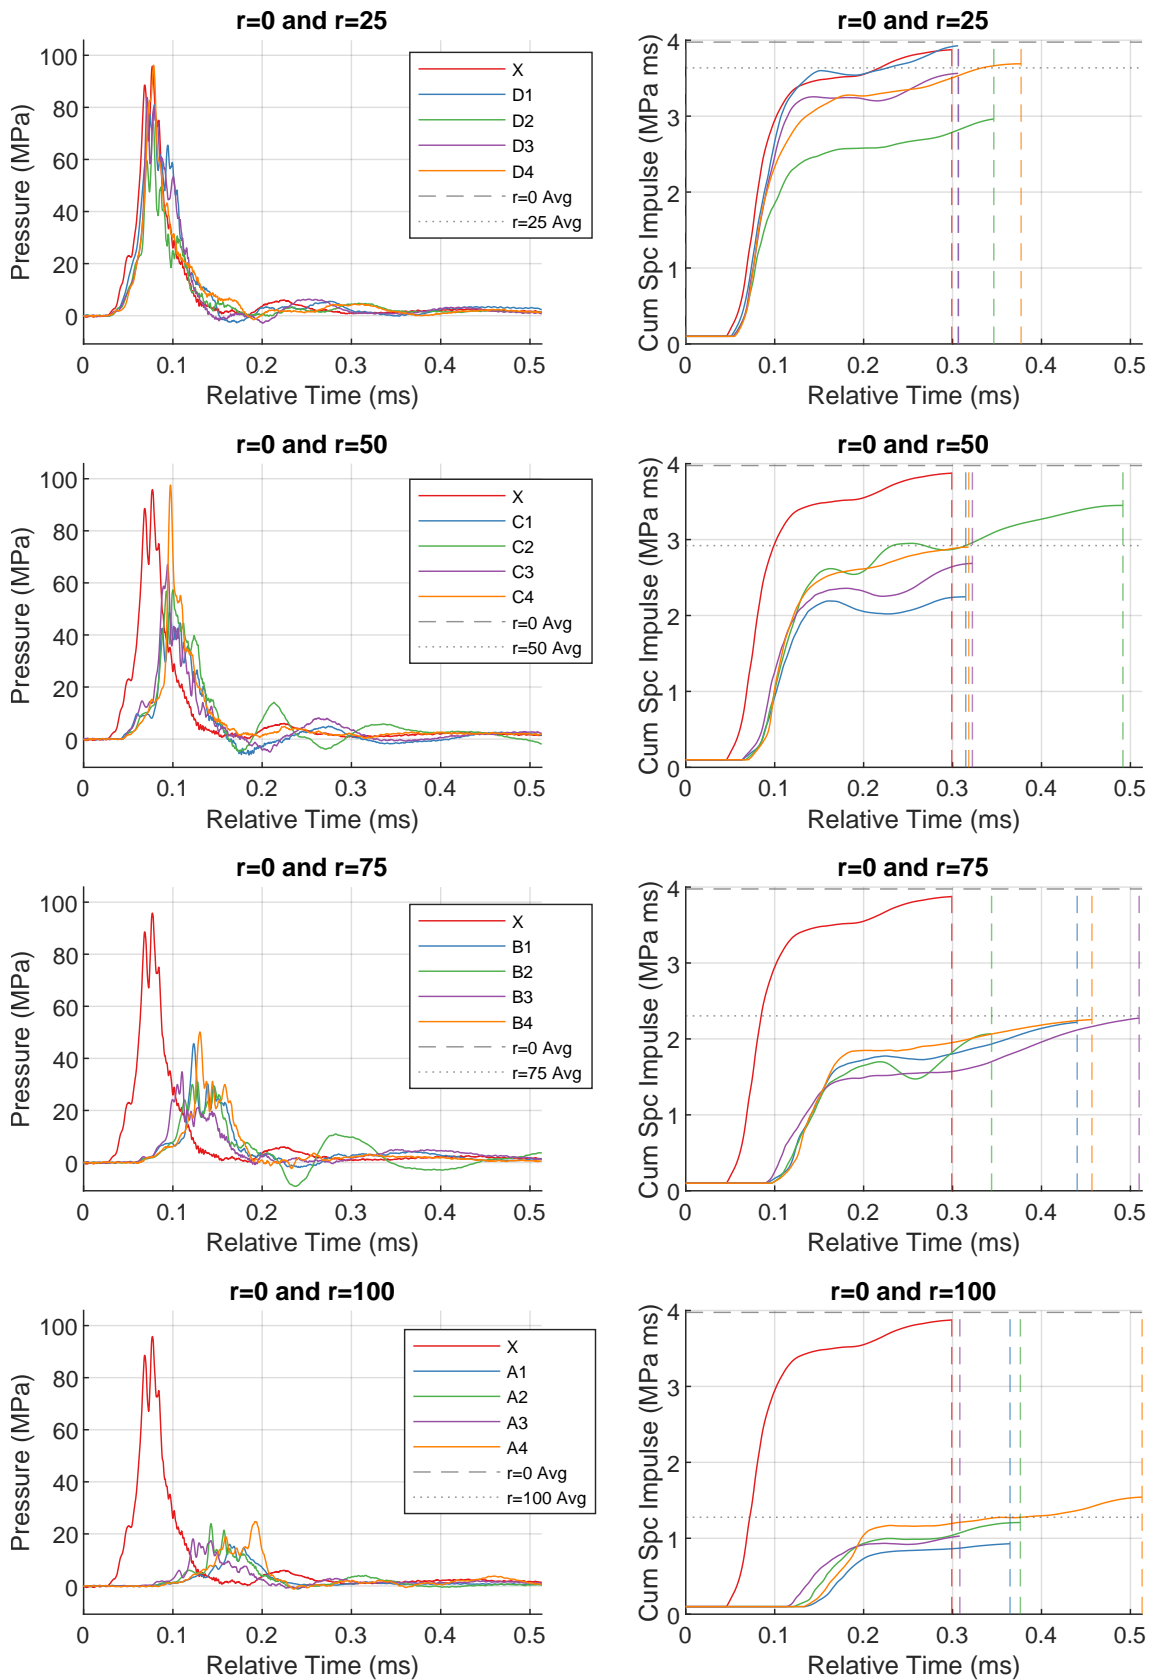 r=0 and r=25
Pressure (MPa)
100
80
60
40
20
0
0 0.1 0.2 0.3 0.4 0.5
Relative Time (ms)
X
D1
D2
D3
D4
r=0 Avg
r=25 Avg
r=0 and r=25
Cum Spc Impulse (MPa ms)
4
3
2
1
0
0 0.1 0.2 0.3 0.4 0.5
Relative Time (ms)
r=0 and r=50
Pressure (MPa)
100
80
60
40
20
0
0 0.1 0.2 0.3 0.4 0.5
Relative Time (ms)
X
C1
C2
C3
C4
r=0 Avg
r=50 Avg
r=0 and r=50
Cum Spc Impulse (MPa ms)
4
3
2
1
0
0 0.1 0.2 0.3 0.4 0.5
Relative Time (ms)
r=0 and r=75
Pressure (MPa)
100
80
60
40
20
0
0 0.1 0.2 0.3 0.4 0.5
Relative Time (ms)
X
B1
B2
B3
B4
r=0 Avg
r=75 Avg
r=0 and r=75
Cum Spc Impulse (MPa ms)
4
3
2
1
0
0 0.1 0.2 0.3 0.4 0.5
Relative Time (ms)
r=0 and r=100
Pressure (MPa)
100
80
60
40
20
0
0 0.1 0.2 0.3 0.4 0.5
Relative Time (ms)
X
A1
A2
A3
A4
r=0 Avg
r=100 Avg
r=0 and r=100
Cum Spc Impulse (MPa ms)
4
3
2
1
0
0 0.1 0.2 0.3 0.4 0.5
Relative Time (ms)